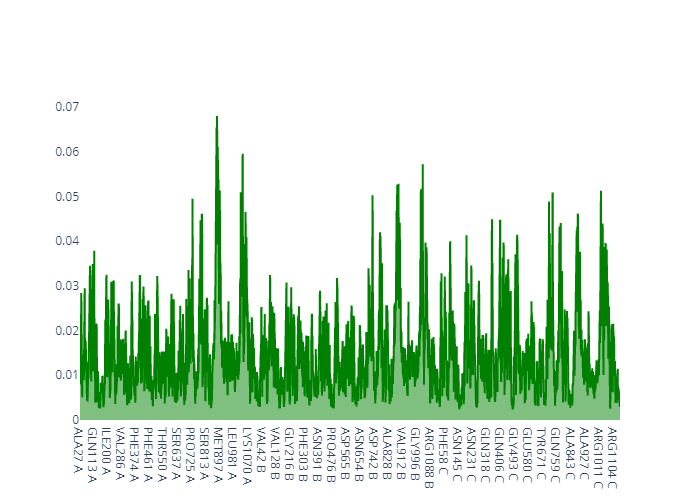 0.07
0.06
0.05
0.04
0.03
0.02
0.01
0
ALA27 A
GLN113 A
ILE200 A
VAL286 A
PHE374 A
PHE461 A
THR550 A
SER637 A
PRO725 A
SER813 A
MET897 A
LEU981 A
LYS1070 A
VAL42 B
VAL128 B
GLY216 B
PHE303 B
ASN391 B
PRO476 B
ASP565 B
ASN654 B
ASP742 B
ALA828 B
VAL912 B
GLY996 B
ARG1088 B
PHE58 C
ASN145 C
ASN231 C
GLN318 C
GLN406 C
GLY493 C
GLU580 C
TYR671 C
GLN759 C
ALA843 C
ALA927 C
ARG1011 C
ARG1104 C